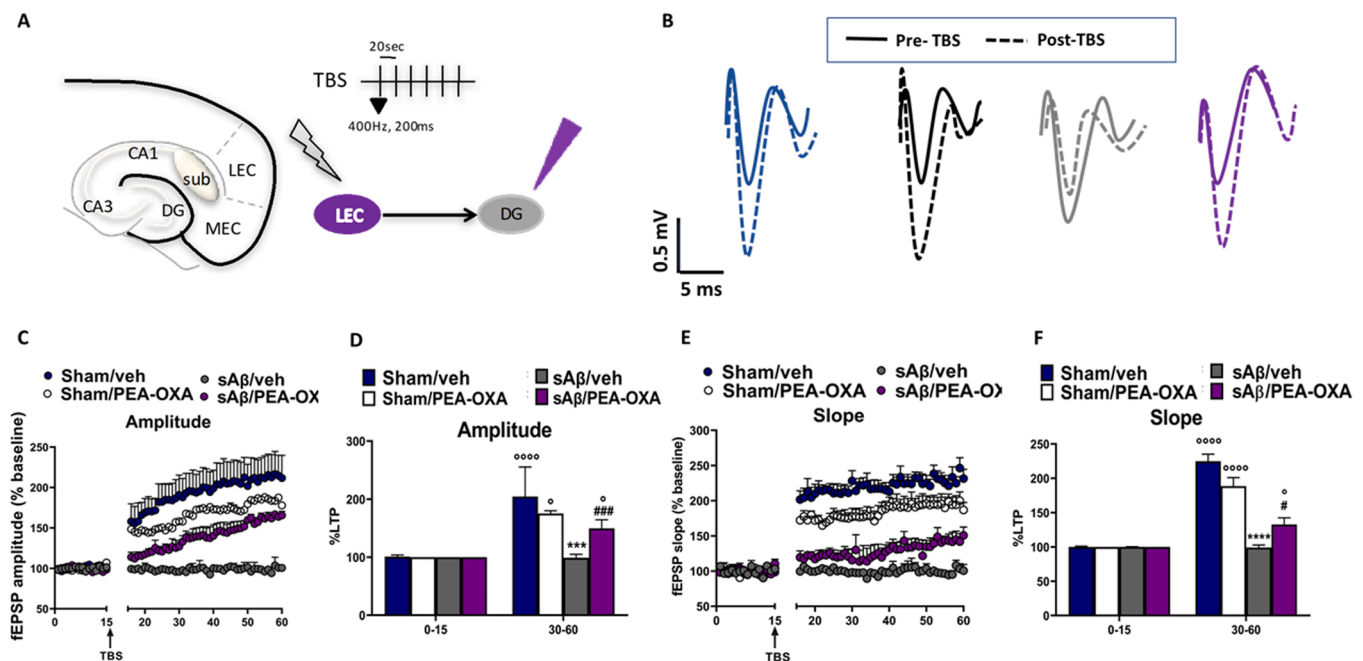 A
20sec
TBS
400Hz, 200ms
CA1
LEC
sub
CA3
DG
MEC
LEC
DG
B
Pre- TBS
Post-TBS
0.5 mV
5 ms
C
Sham/veh
sAβ/veh
Sham/PEA-OXA
sAβ/PEA-OX
Amplitude
fEPSP amplitude (% baseline)
250
200
150
100
50
0
15
20
30
40
50
60
TBS
D
Sham/veh
sAβ/veh
Sham/PEA-OXA
sAβ/PEA-OXA
Amplitude
%LTP
300
200
100
0
°°°°
°
***
°
###
0-15
30-60
E
Sham/veh
sAβ/veh
Sham/PEA-OXA
sAβ/PEA-OX
Slope
fEPSP slope (% baseline)
300
250
200
150
100
50
0
15
20
30
40
50
60
TBS
F
Sham/veh
sAβ/veh
Sham/PEA-OXA
sAβ/PEA-OXA
Slope
%LTP
250
200
150
100
50
0
°°°°
°°°°
****
°
#
0-15
30-60